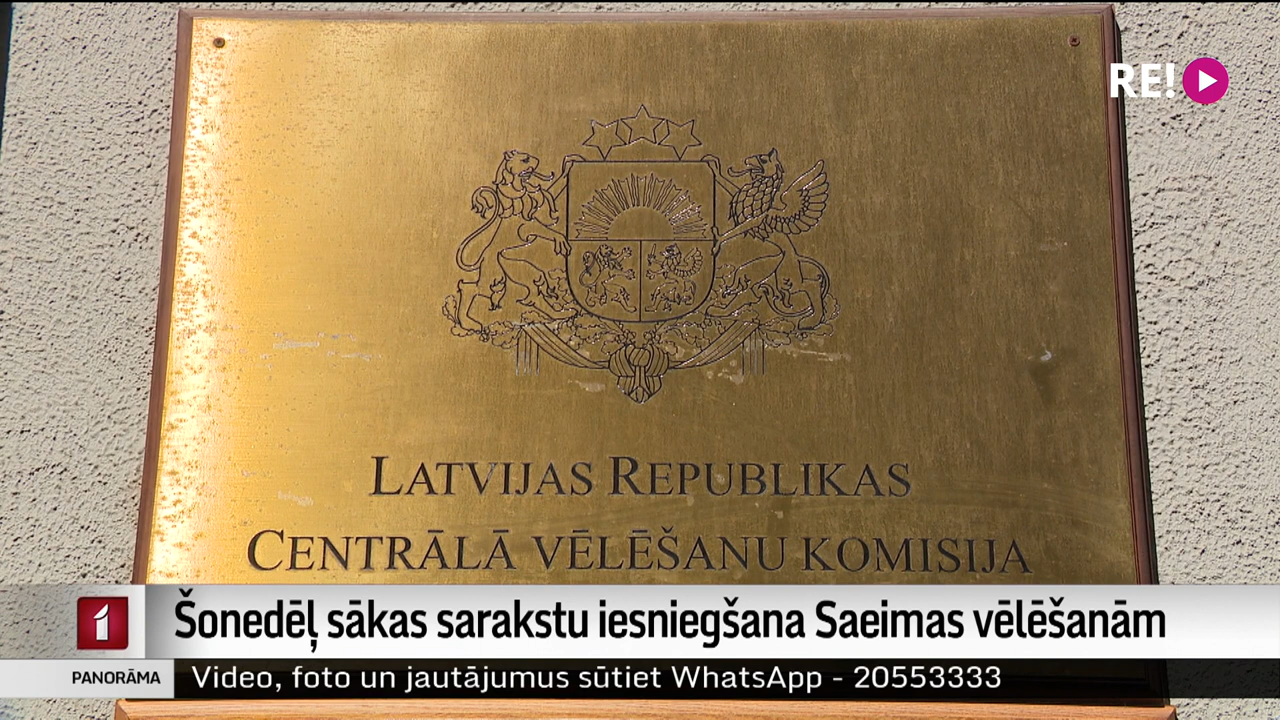 RE!
LATVIJAS REPUBLIKAS
CENTRĀLĀ VĒLĒŠANU KOMISIJA
1
Šonedēļ sākas sarakstu iesniegšana Saeimas vēlēšanām
PANORĀMA
Video, foto un jautājumus sūtiet WhatsApp - 20553333